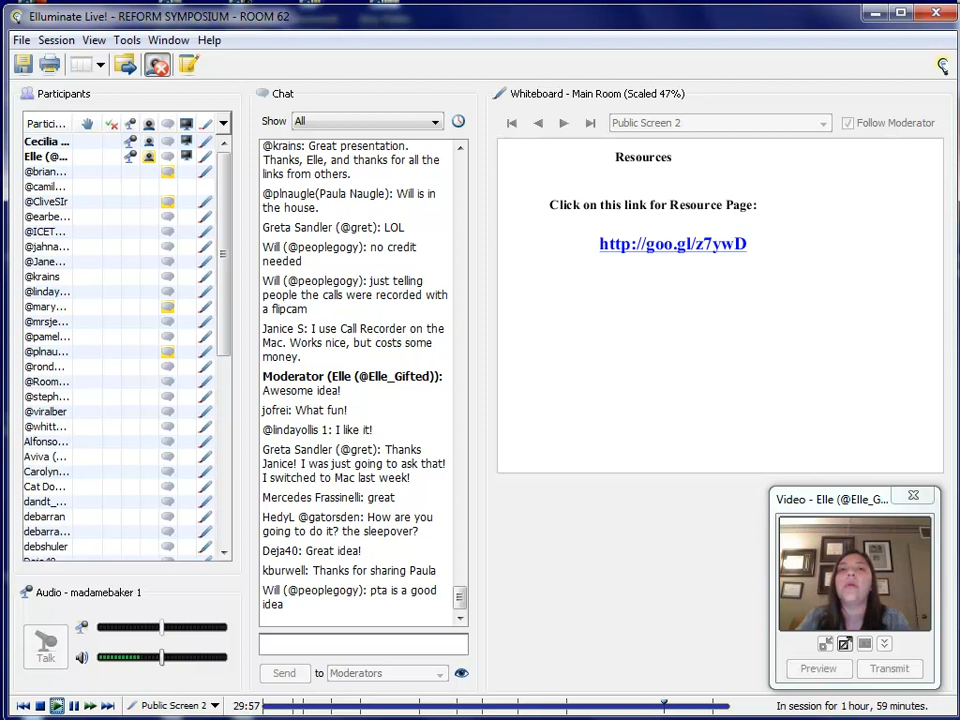 Elluminate Live! - REFORM SYMPOSIUM - ROOM 62
File Session View Tools Window Help
Participants
Partici...
Cecilia ...
Elle (@...
@brian...
@camil...
@CliveSIr
@earbe...
@ICET...
@jahna...
@Jane...
@krains
@linday...
@mary...
@mrsje...
@pamel...
@plnau...
@rond...
@Room...
@steph...
@viralber
@whitt...
Alfonso...
Aviva (...
Carolyn...
Cat Do...
dandt_...
debarran
debarra...
debshuler
Deja40
Audio - madamebaker 1
Talk
Chat
Show All
@krains: Great presentation.
Thanks, Elle, and thanks for all the
links from others.
@plnaugle(Paula Naugle): Will is in
the house.
Greta Sandler (@gret): LOL
Will (@peoplegogy): no credit
needed
Will (@peoplegogy): just telling
people the calls were recorded with
a flipcam
Janice S: I use Call Recorder on the
Mac. Works nice, but costs some
money.
Moderator (Elle (@Elle_Gifted)):
Awesome idea!
jofrei: What fun!
@lindayollis 1: I like it!
Greta Sandler (@gret): Thanks
Janice! I was just going to ask that!
I switched to Mac last week!
Mercedes Frassinelli: great
HedyL @gatorsden: How are you
going to do it? the sleepover?
Deja40: Great idea!
kburwell: Thanks for sharing Paula
Will (@peoplegogy): pta is a good
idea
Send to Moderators
Whiteboard - Main Room (Scaled 47%)
Public Screen 2 Follow Moderator
Resources
Click on this link for Resource Page:
http://goo.gl/z7ywD
Video - Elle (@Elle_G...
Preview Transmit
Public Screen 2 29:57 In session for 1 hour, 59 minutes.